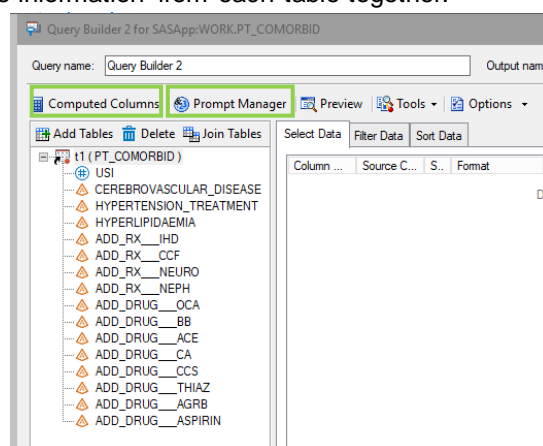 information from each table together.
Query Builder 2 for SASApp:WORK.PT_COMORBID
Query name: Query Builder 2 Output nam
Computed Columns Prompt Manager Preview Tools Options
Add Tables Delete Join Tables Select Data Filter Data Sort Data
t1 (PT_COMORBID) Column ... Source C... S.. Format
USI
CEREBROVASCULAR_DISEASE
HYPERTENSION_TREATMENT
HYPERLIPIDAEMIA
ADD_RX___IHD
ADD_RX___CCF
ADD_RX___NEURO
ADD_RX___NEPH
ADD_DRUG___OCA
ADD_DRUG___BB
ADD_DRUG___ACE
ADD_DRUG___CA
ADD_DRUG___CCS
ADD_DRUG___THIAZ
ADD_DRUG___AGRB
ADD_DRUG___ASPIRIN